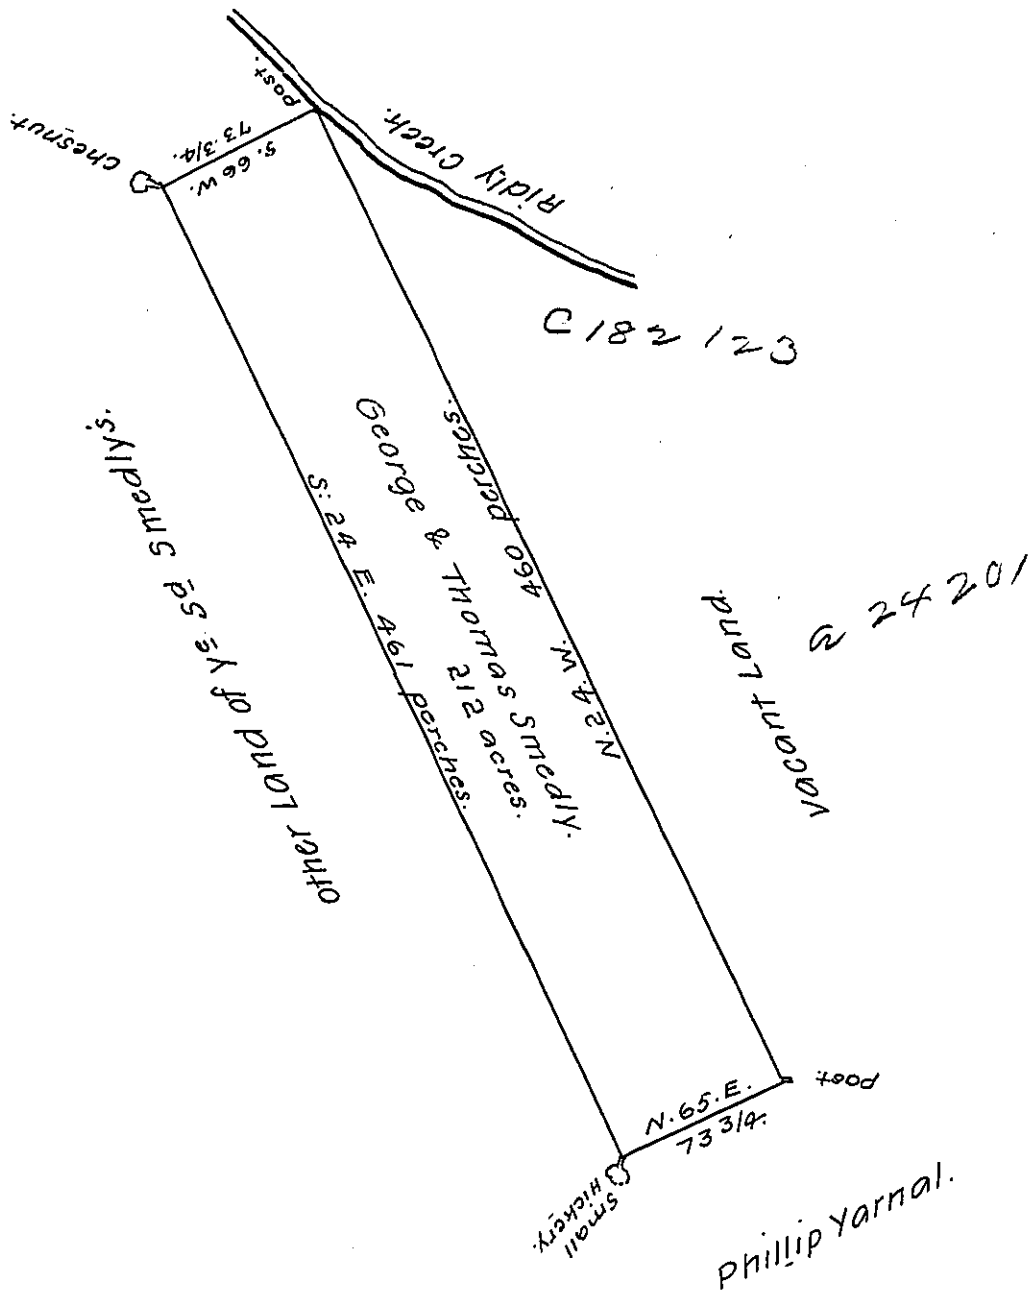 Chesnut.
post.
S. 66 W.
73.3/4.
Ridly Creek.
C 182 123
George & Thomas Smedly.
212 acres.
S. 24 E. 461 perches.
N. 24. W. 460 perches.
other Land of ye. sd Smedly's.
vacant Land.
a 24 201
N. 65. E.
73 3/4.
post
small
Hickery.
Phillip Yarnal.